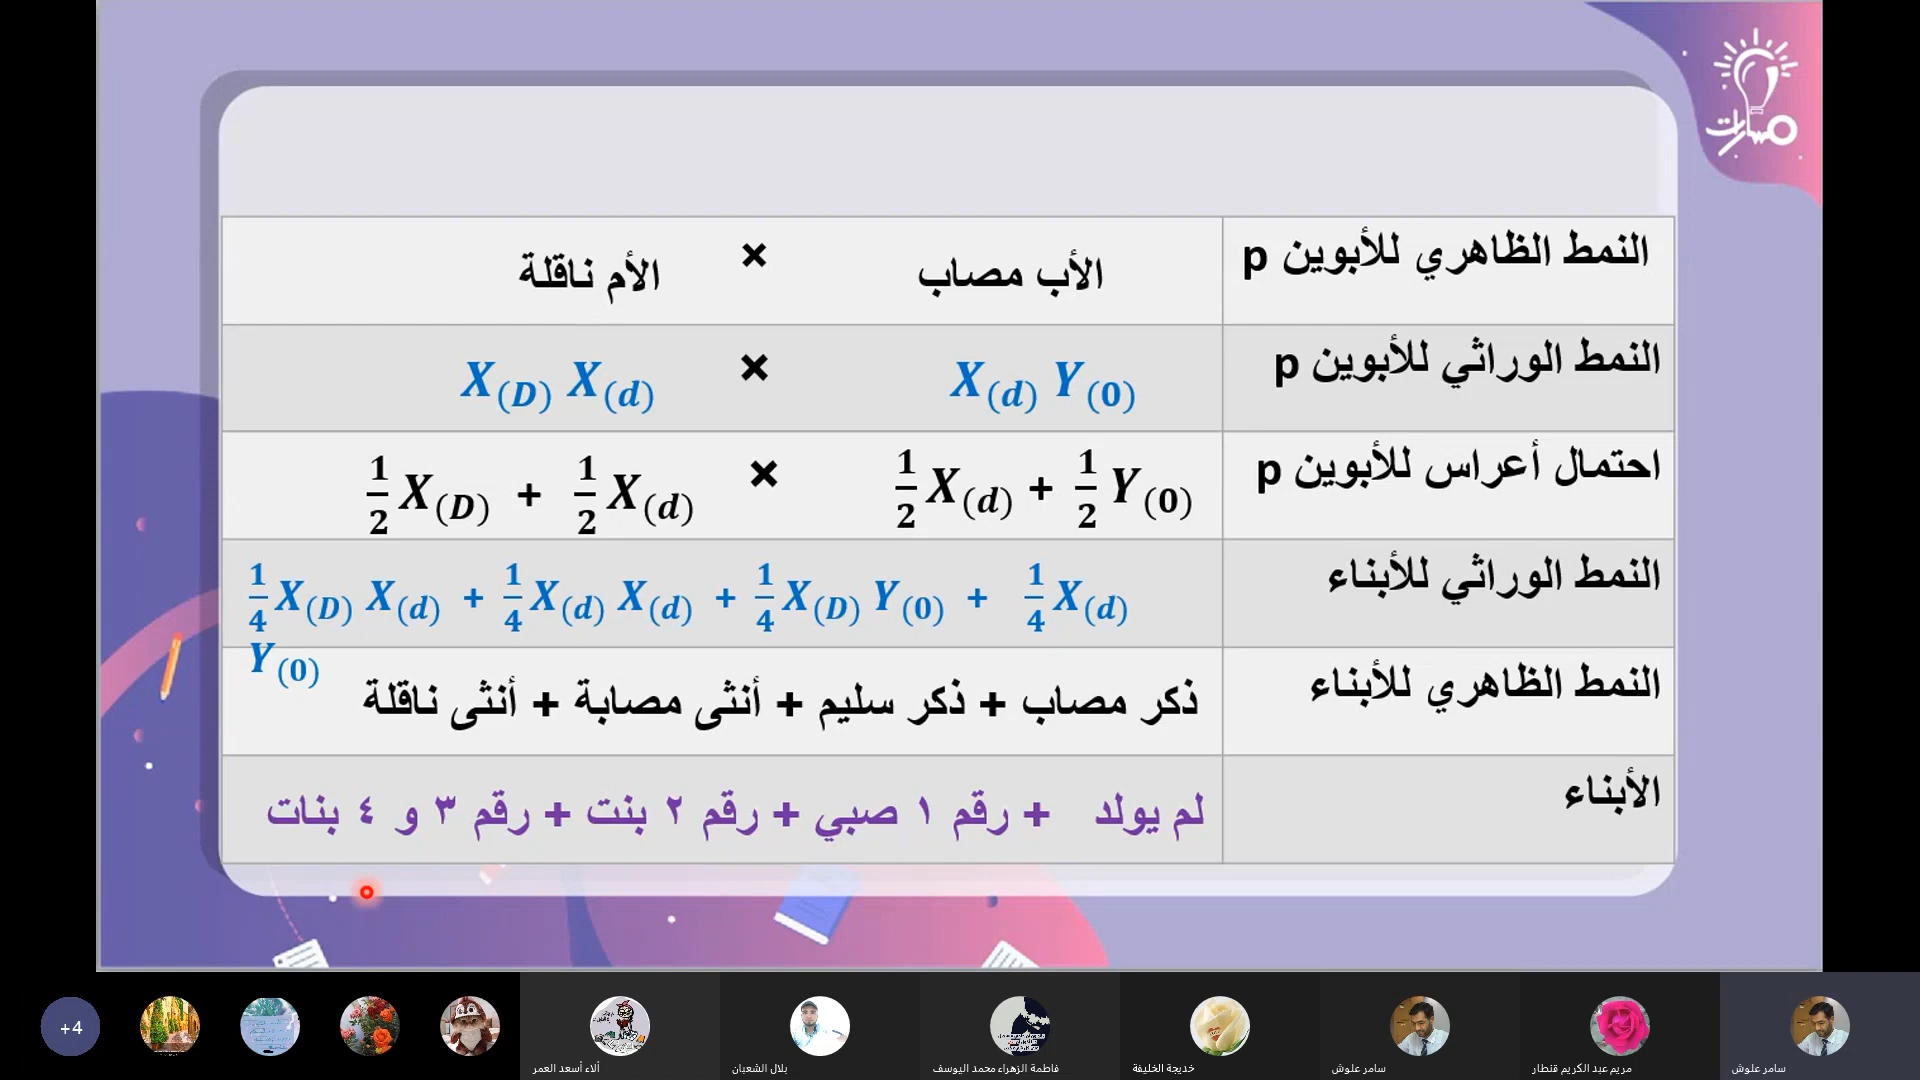 مسارات
النمط الظاهري للأبوين p
الأب مصاب × الأم ناقلة
النمط الوراثي للأبوين p
X(D) X(d) × X(d) Y(0)
احتمال أعراس للأبوين p
1/2 X(D) + 1/2 X(d) × 1/2 X(d) + 1/2 Y(0)
النمط الوراثي للأبناء
1/4 X(D) X(d) + 1/4 X(d) X(d) + 1/4 X(D) Y(0) + 1/4 X(d)
Y(0)
النمط الظاهري للأبناء
ذكر مصاب + ذكر سليم + أنثى مصابة + أنثى ناقلة
الأبناء
لم يولد + رقم ١ صبي + رقم ٢ بنت + رقم ٣ و ٤ بنات
+4
ألاء أسعد العمر
بلال الشعبان
فاطمة الزهراء محمد اليوسف
خديجة الخليفة
سامر علوش
مريم عبد الكريم قنطار
سامر علوش